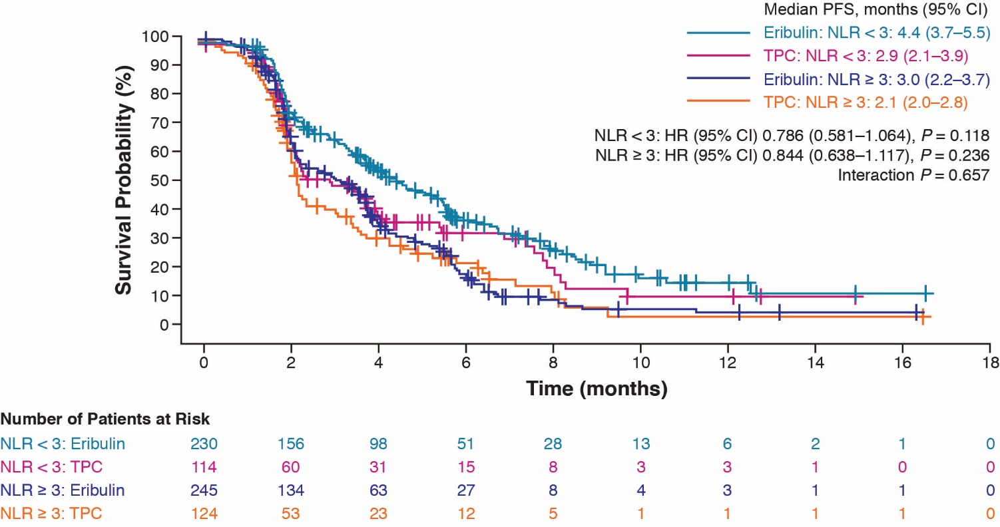 Median PFS, months (95% CI)
Eribulin: NLR < 3: 4.4 (3.7–5.5)
TPC: NLR < 3: 2.9 (2.1–3.9)
Eribulin: NLR ≥ 3: 3.0 (2.2–3.7)
TPC: NLR ≥ 3: 2.1 (2.0–2.8)
NLR < 3: HR (95% CI) 0.786 (0.581–1.064), P = 0.118
NLR ≥ 3: HR (95% CI) 0.844 (0.638–1.117), P = 0.236
Interaction P = 0.657
Survival Probability (%)
100
90
80
70
60
50
40
30
20
10
0
0 2 4 6 8 10 12 14 16 18
Time (months)
Number of Patients at Risk
NLR < 3: Eribulin 230 156 98 51 28 13 6 2 1 0
NLR < 3: TPC 114 60 31 15 8 3 3 1 0 0
NLR ≥ 3: Eribulin 245 134 63 27 8 4 3 1 1 0
NLR ≥ 3: TPC 124 53 23 12 5 1 1 1 1 0